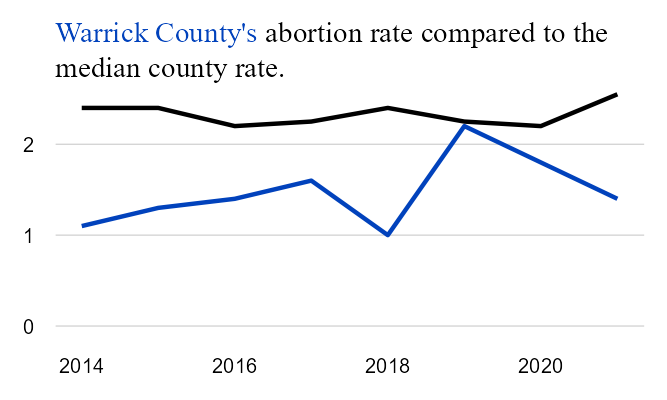 Warrick County's abortion rate compared to the
median county rate.
2
1
0
2014 2016 2018 2020